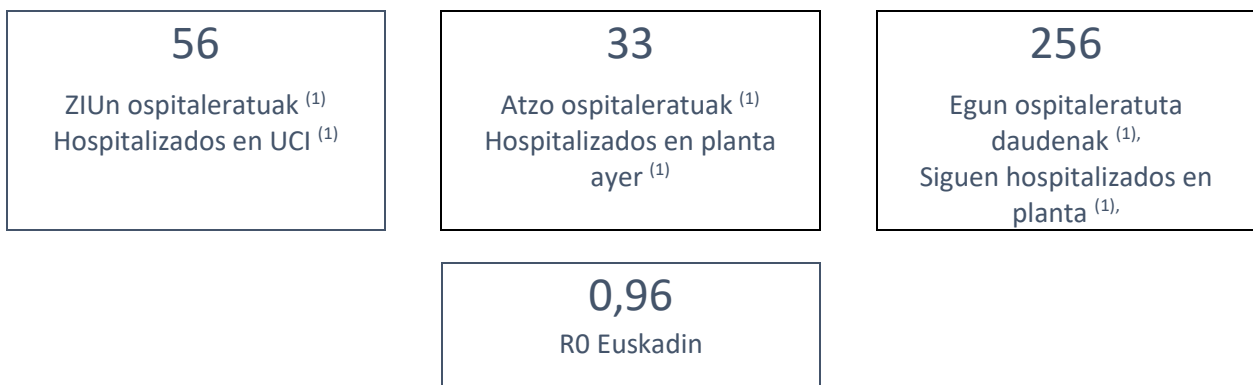 56
ZIUn ospitaleratuak (1)
Hospitalizados en UCI (1)
33
Atzo ospitaleratuak (1)
Hospitalizados en planta
ayer (1)
256
Egun ospitaleratuta
daudenak (1),
Siguen hospitalizados en
planta (1),
0,96
R0 Euskadin